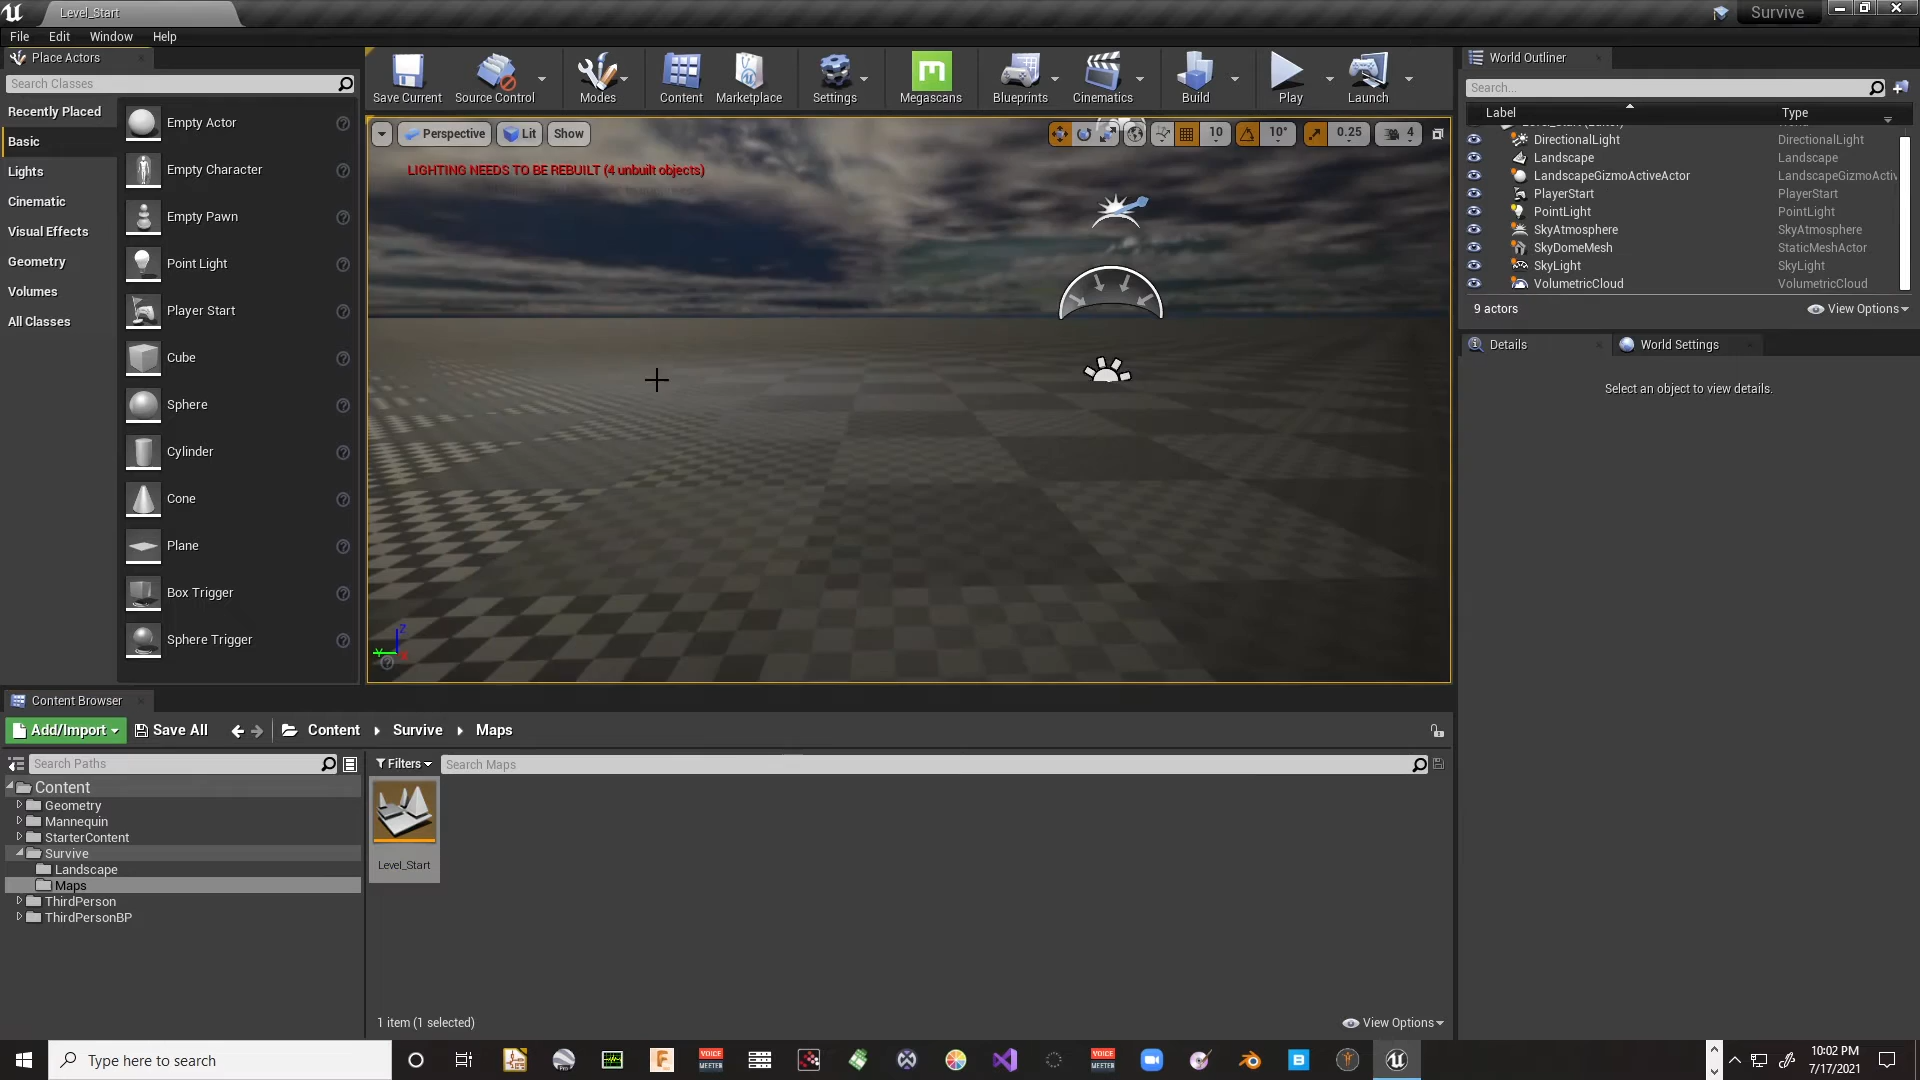 Level_Start
Survive
File Edit Window Help
Place Actors
Search Classes
Recently Placed
Basic
Lights
Cinematic
Visual Effects
Geometry
Volumes
All Classes
Empty Actor
Empty Character
Empty Pawn
Point Light
Player Start
Cube
Sphere
Cylinder
Cone
Plane
Box Trigger
Sphere Trigger
Save Current
Source Control
Modes
Content
Marketplace
Settings
Megascans
Blueprints
Cinematics
Build
Play
Launch
Perspective
Lit
Show
10
10°
0.25
4
LIGHTING NEEDS TO BE REBUILT (4 unbuilt objects)
Z
Y
World Outliner
Search...
Label Type
DirectionalLight DirectionalLight
Landscape Landscape
LandscapeGizmoActiveActor LandscapeGizmoActiv
PlayerStart PlayerStart
PointLight PointLight
SkyAtmosphere SkyAtmosphere
SkyDomeMesh StaticMeshActor
SkyLight SkyLight
VolumetricCloud VolumetricCloud
9 actors
View Options
Details
World Settings
Select an object to view details.
Content Browser
Add/Import
Save All
Content
Survive
Maps
Search Paths
Content
Geometry
Mannequin
StarterContent
Survive
Landscape
Maps
ThirdPerson
ThirdPersonBP
Filters
Search Maps
Level_Start
1 item (1 selected)
View Options
Type here to search
VOICE
MEETER
VOICE
MEETER
10:02 PM
7/17/2021